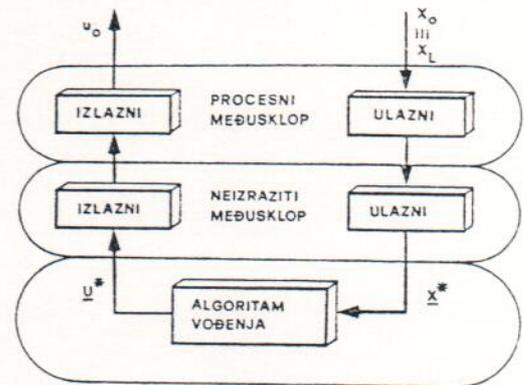 u₀
X₀
ili
X_L
IZLAZNI
PROCESNI
MEĐUSKLOP
ULAZNI
IZLAZNI
NEIZRAZITI
MEĐUSKLOP
ULAZNI
U*
X*
ALGORITAM
VOĐENJA